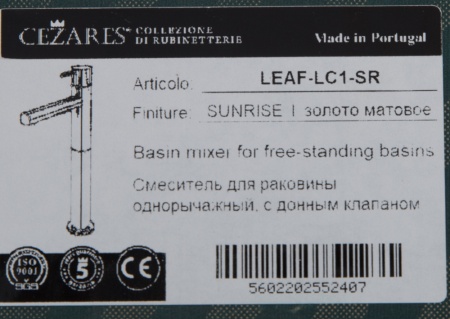 CEZARES COLLEZIONE DI RUBINETTERIE
Made in Portugal
Articolo: LEAF-LC1-SR
Finiture: SUNRISE | золото матовое
Basin mixer for free-standing basins
Смеситель для раковины
однорычажный, с донным клапаном
ISO 9001
5
CE
5602202552407